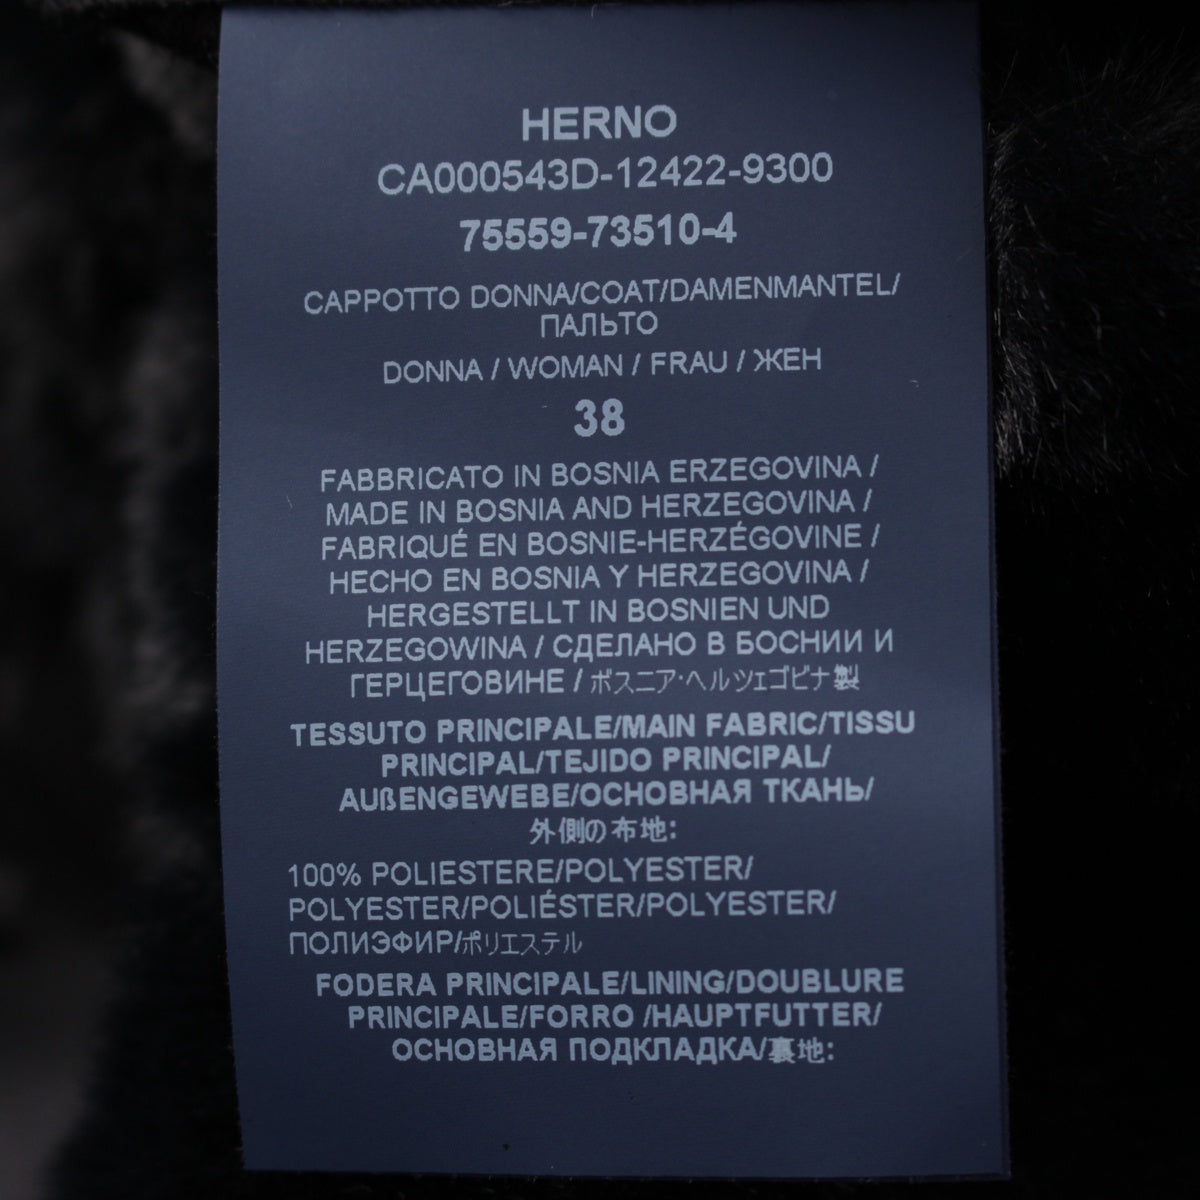 HERNO
CA000543D-12422-9300
75559-73510-4
CAPPOTTO DONNA/COAT/DAMENMANTEL/
ПАЛЬТО
DONNA / WOMAN / FRAU / ЖЕН
38
FABBRICATO IN BOSNIA ERZEGOVINA /
MADE IN BOSNIA AND HERZEGOVINA /
FABRIQUÉ EN BOSNIE-HERZÉGOVINE /
HECHO EN BOSNIA Y HERZEGOVINA /
HERGESTELLT IN BOSNIEN UND
HERZEGOWINA / СДЕЛАНО В БОСНИИ И
ГЕРЦЕГОВИНЕ / ボスニア・ヘルツェゴビナ製
TESSUTO PRINCIPALE/MAIN FABRIC/TISSU
PRINCIPAL/TEJIDO PRINCIPAL/
AUßENGEWEBE/ОСНОВНАЯ ТКАНЬ/
外側の布地:
100% POLIESTERE/POLYESTER/
POLYESTER/POLIÉSTER/POLYESTER/
ПОЛИЭФИР/ポリエステル
FODERA PRINCIPALE/LINING/DOUBLURE
PRINCIPALE/FORRO /HAUPTFUTTER/
ОСНОВНАЯ ПОДКЛАДКА/裏地: